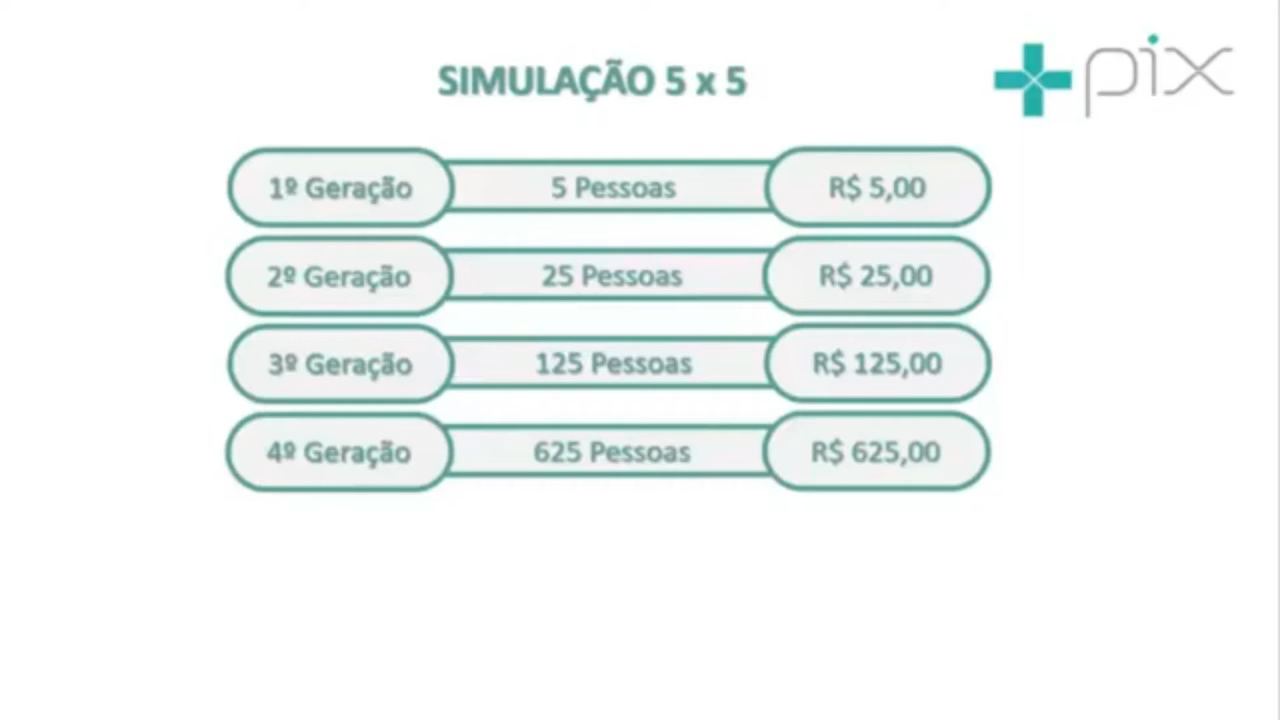 SIMULAÇÃO 5 x 5
pix
1º Geração 5 Pessoas R$ 5,00
2º Geração 25 Pessoas R$ 25,00
3º Geração 125 Pessoas R$ 125,00
4º Geração 625 Pessoas R$ 625,00